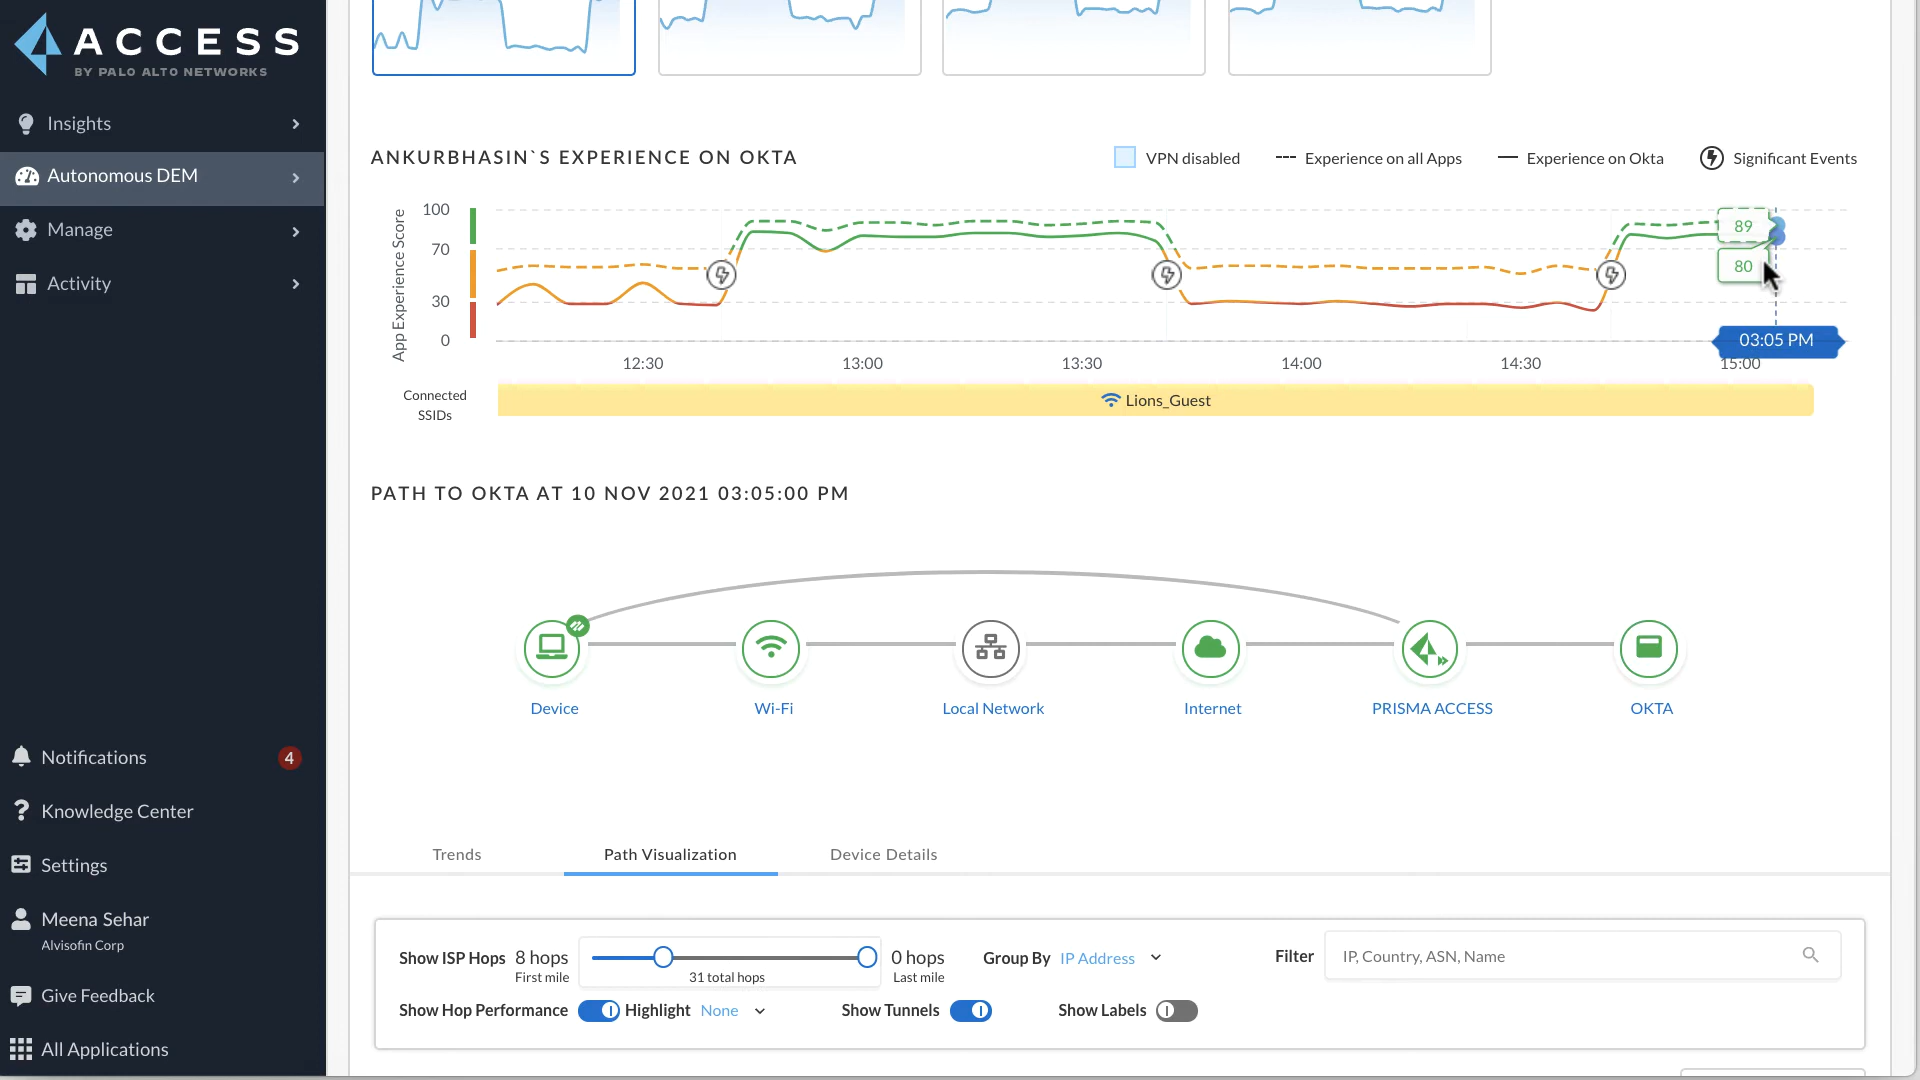 ACCESS
BY PALO ALTO NETWORKS
Insights
Autonomous DEM
Manage
Activity
Notifications 4
Knowledge Center
Settings
Meena Sehar
Alvisofin Corp
Give Feedback
All Applications
ANKURBHASIN`S EXPERIENCE ON OKTA
VPN disabled
Experience on all Apps
Experience on Okta
Significant Events
App Experience Score
100
70
30
0
89
80
03:05 PM
12:30 13:00 13:30 14:00 14:30 15:00
Connected
SSIDs
Lions_Guest
PATH TO OKTA AT 10 NOV 2021 03:05:00 PM
Device Wi-Fi Local Network Internet PRISMA ACCESS OKTA
Trends Path Visualization Device Details
Show ISP Hops 8 hops 0 hops Group By IP Address Filter IP, Country, ASN, Name
First mile 31 total hops Last mile
Show Hop Performance Highlight None Show Tunnels Show Labels